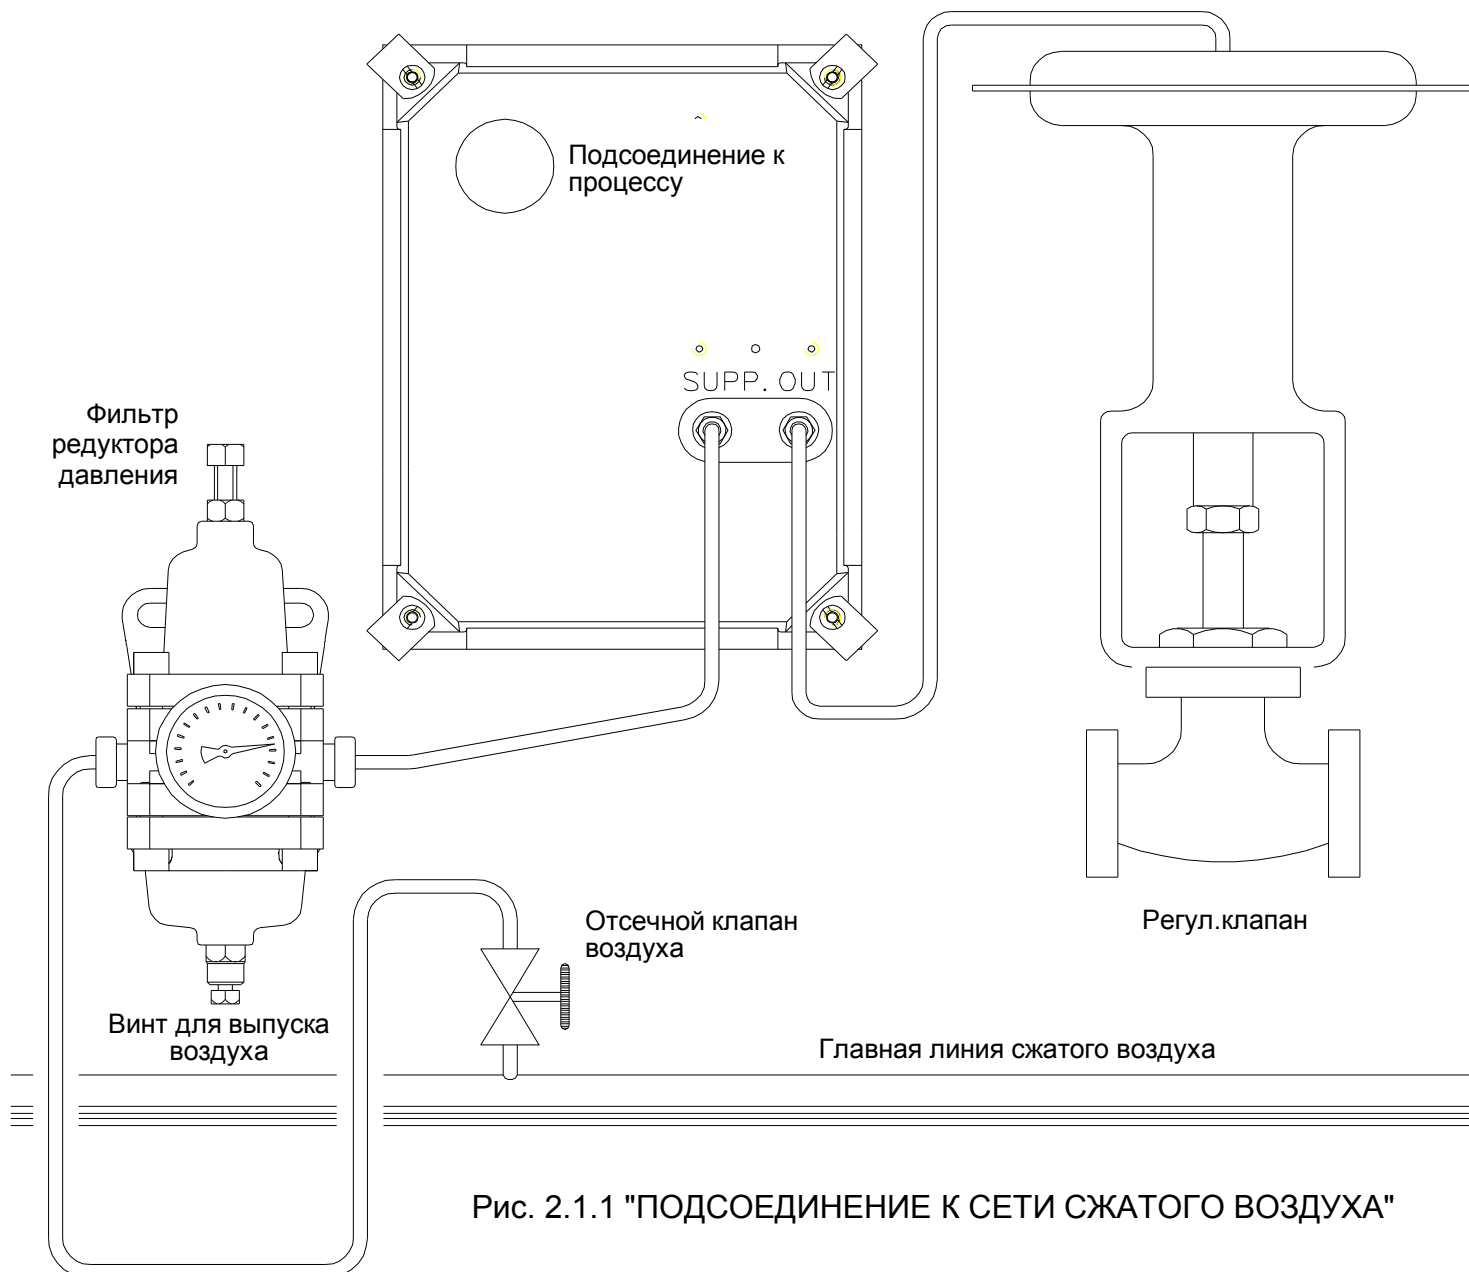 Подсоединение к
процессу
SUPP. OUT
Фильтр
редуктора
давления
Отсечной клапан
воздуха
Регул.клапан
Винт для выпуска
воздуха
Главная линия сжатого воздуха
Рис. 2.1.1 "ПОДСОЕДИНЕНИЕ К СЕТИ СЖАТОГО ВОЗДУХА"